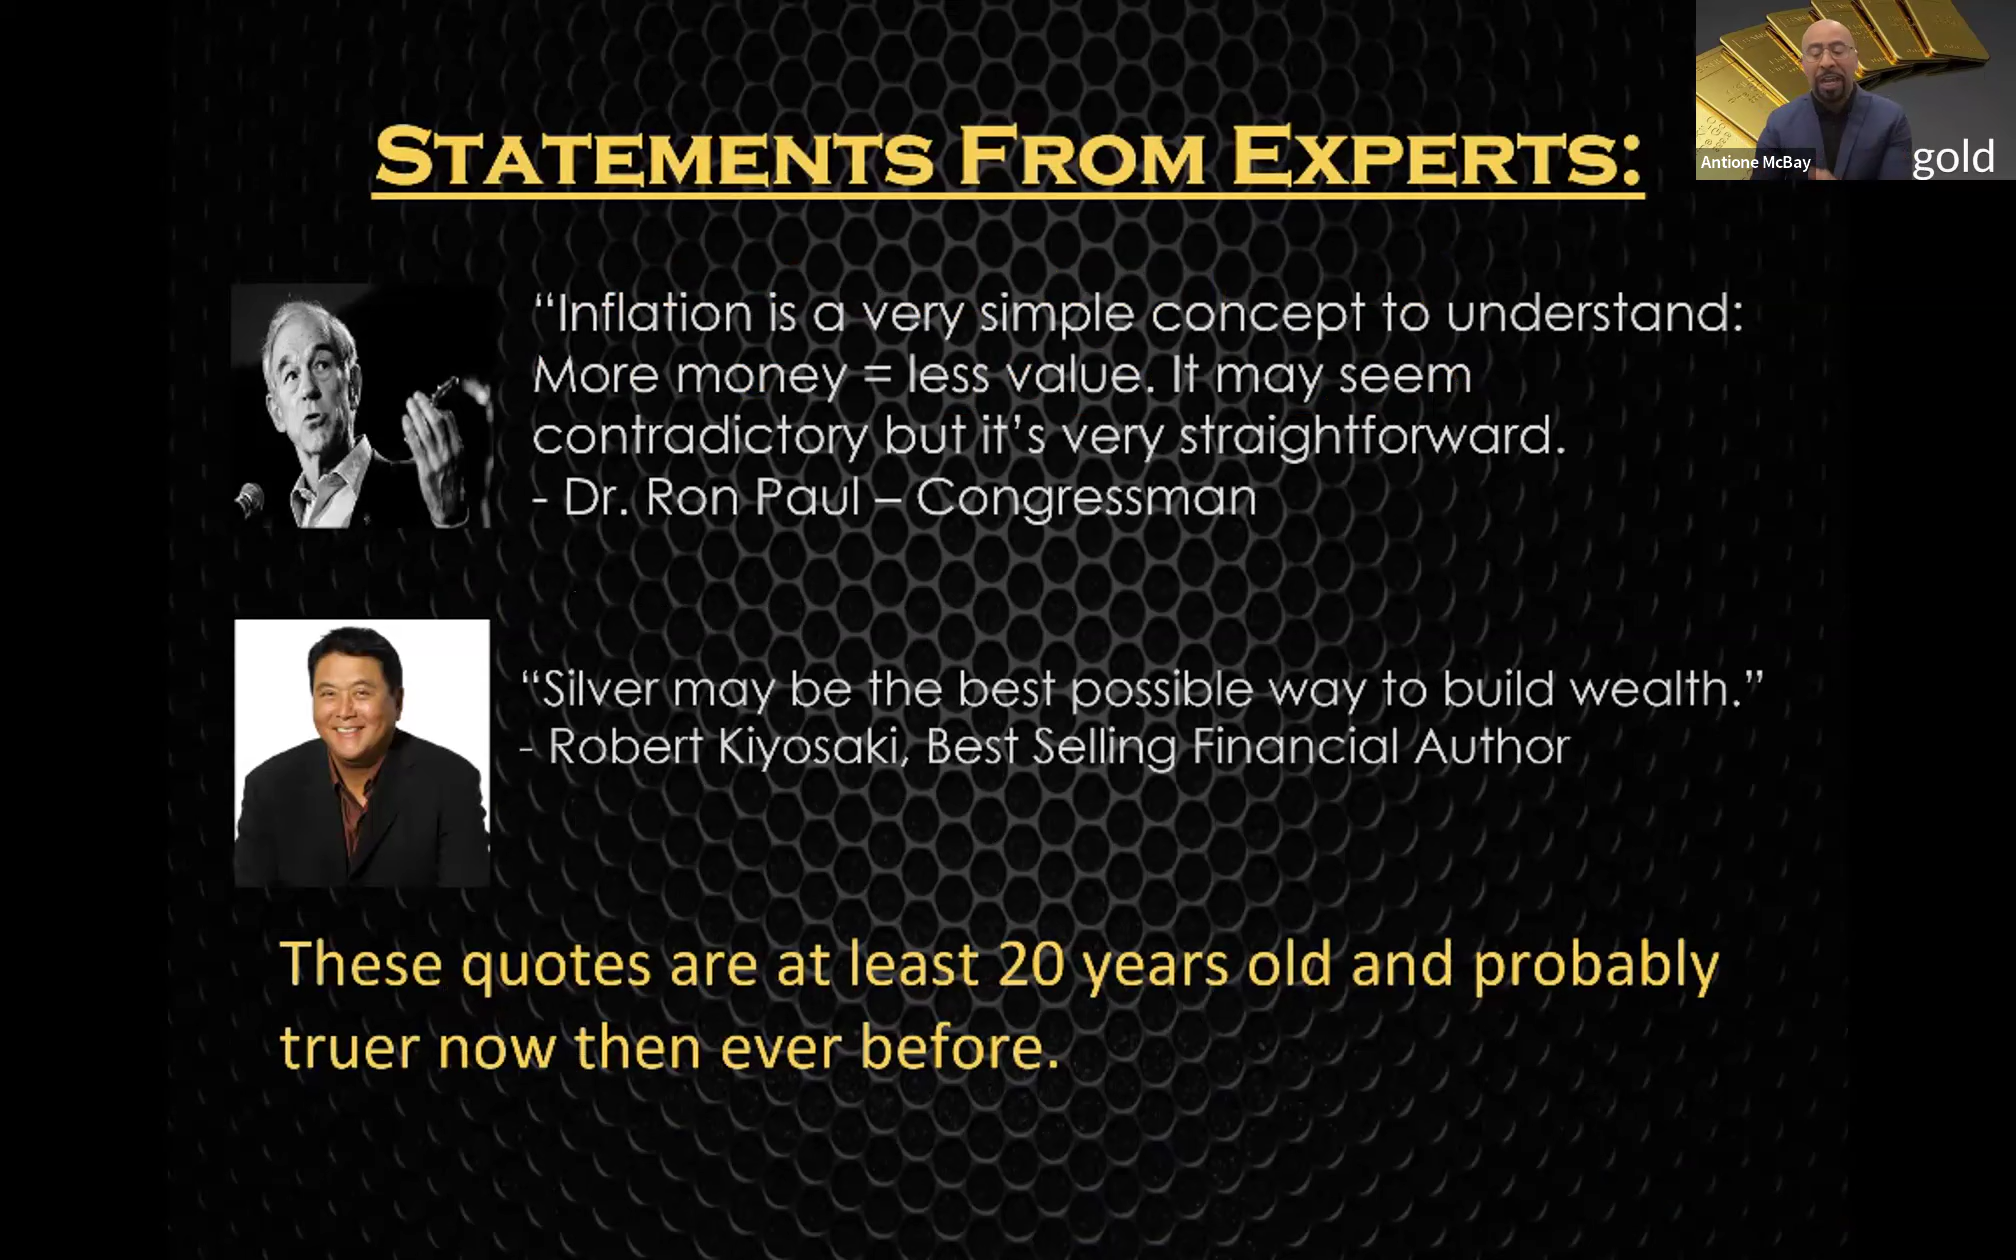 STATEMENTS FROM EXPERTS:
Antione McBay
gold
“Inflation is a very simple concept to understand:
More money = less value. It may seem
contradictory but it’s very straightforward.
- Dr. Ron Paul – Congressman
“Silver may be the best possible way to build wealth.”
- Robert Kiyosaki, Best Selling Financial Author
These quotes are at least 20 years old and probably
truer now then ever before.